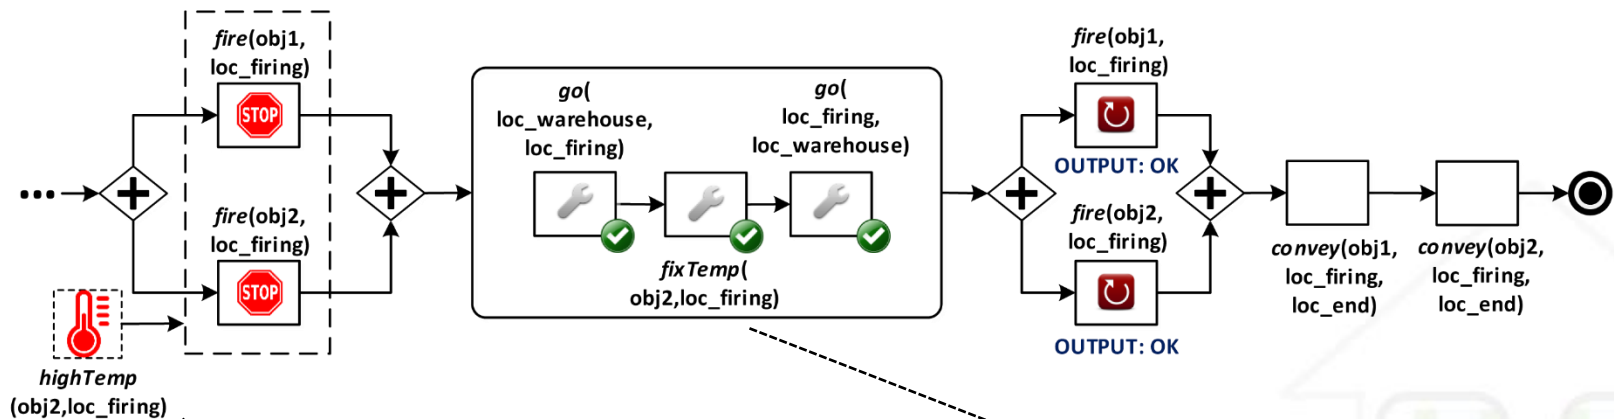 fire(obj1,
loc_firing)
STOP
fire(obj2,
loc_firing)
STOP
highTemp
(obj2,loc_firing)
go(
loc_warehouse,
loc_firing)
go(
loc_firing,
loc_warehouse)
fixTemp(
obj2,loc_firing)
fire(obj1,
loc_firing)
OUTPUT: OK
fire(obj2,
loc_firing)
OUTPUT: OK
convey(obj1,
loc_firing,
loc_end)
convey(obj2,
loc_firing,
loc_end)